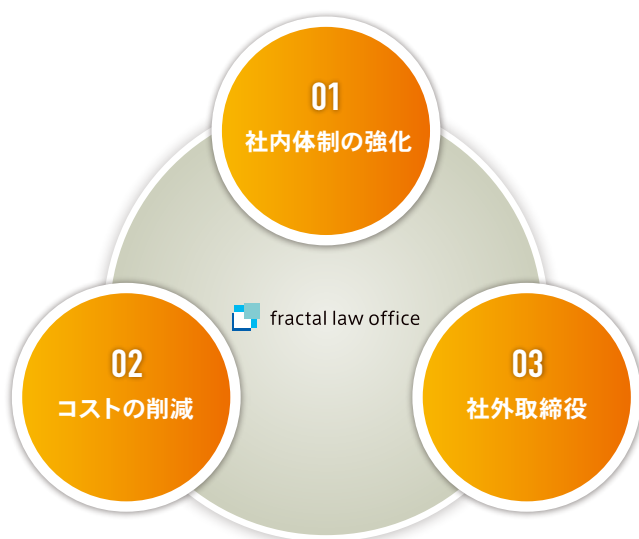 01
社内体制の強化
fractal law office
02
コストの削減
03
社外取締役